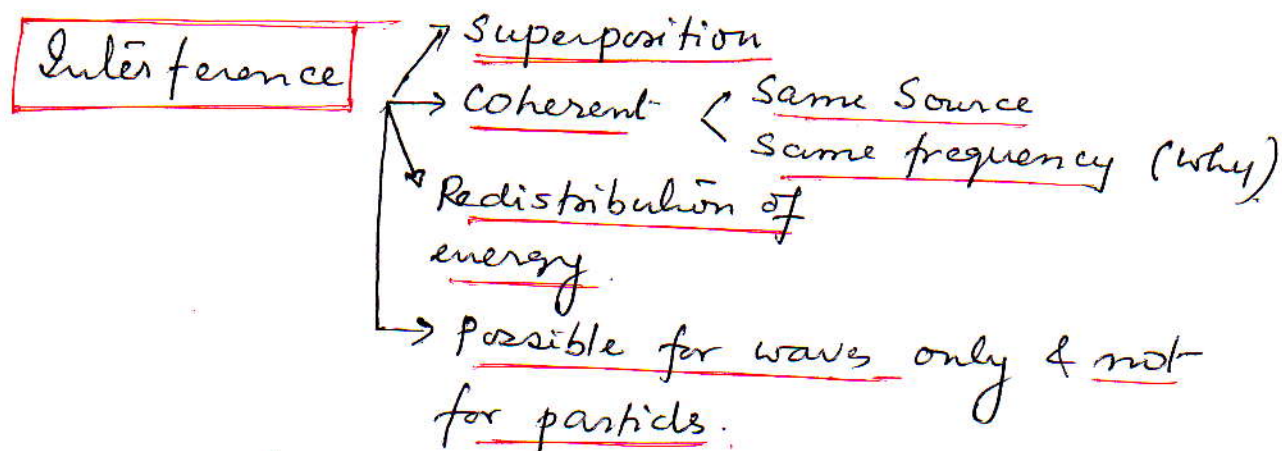 Interference
Superposition
Coherent < Same Source
Same frequency (Why)
Redistribution of
energy.
Possible for waves only & not
for particls.